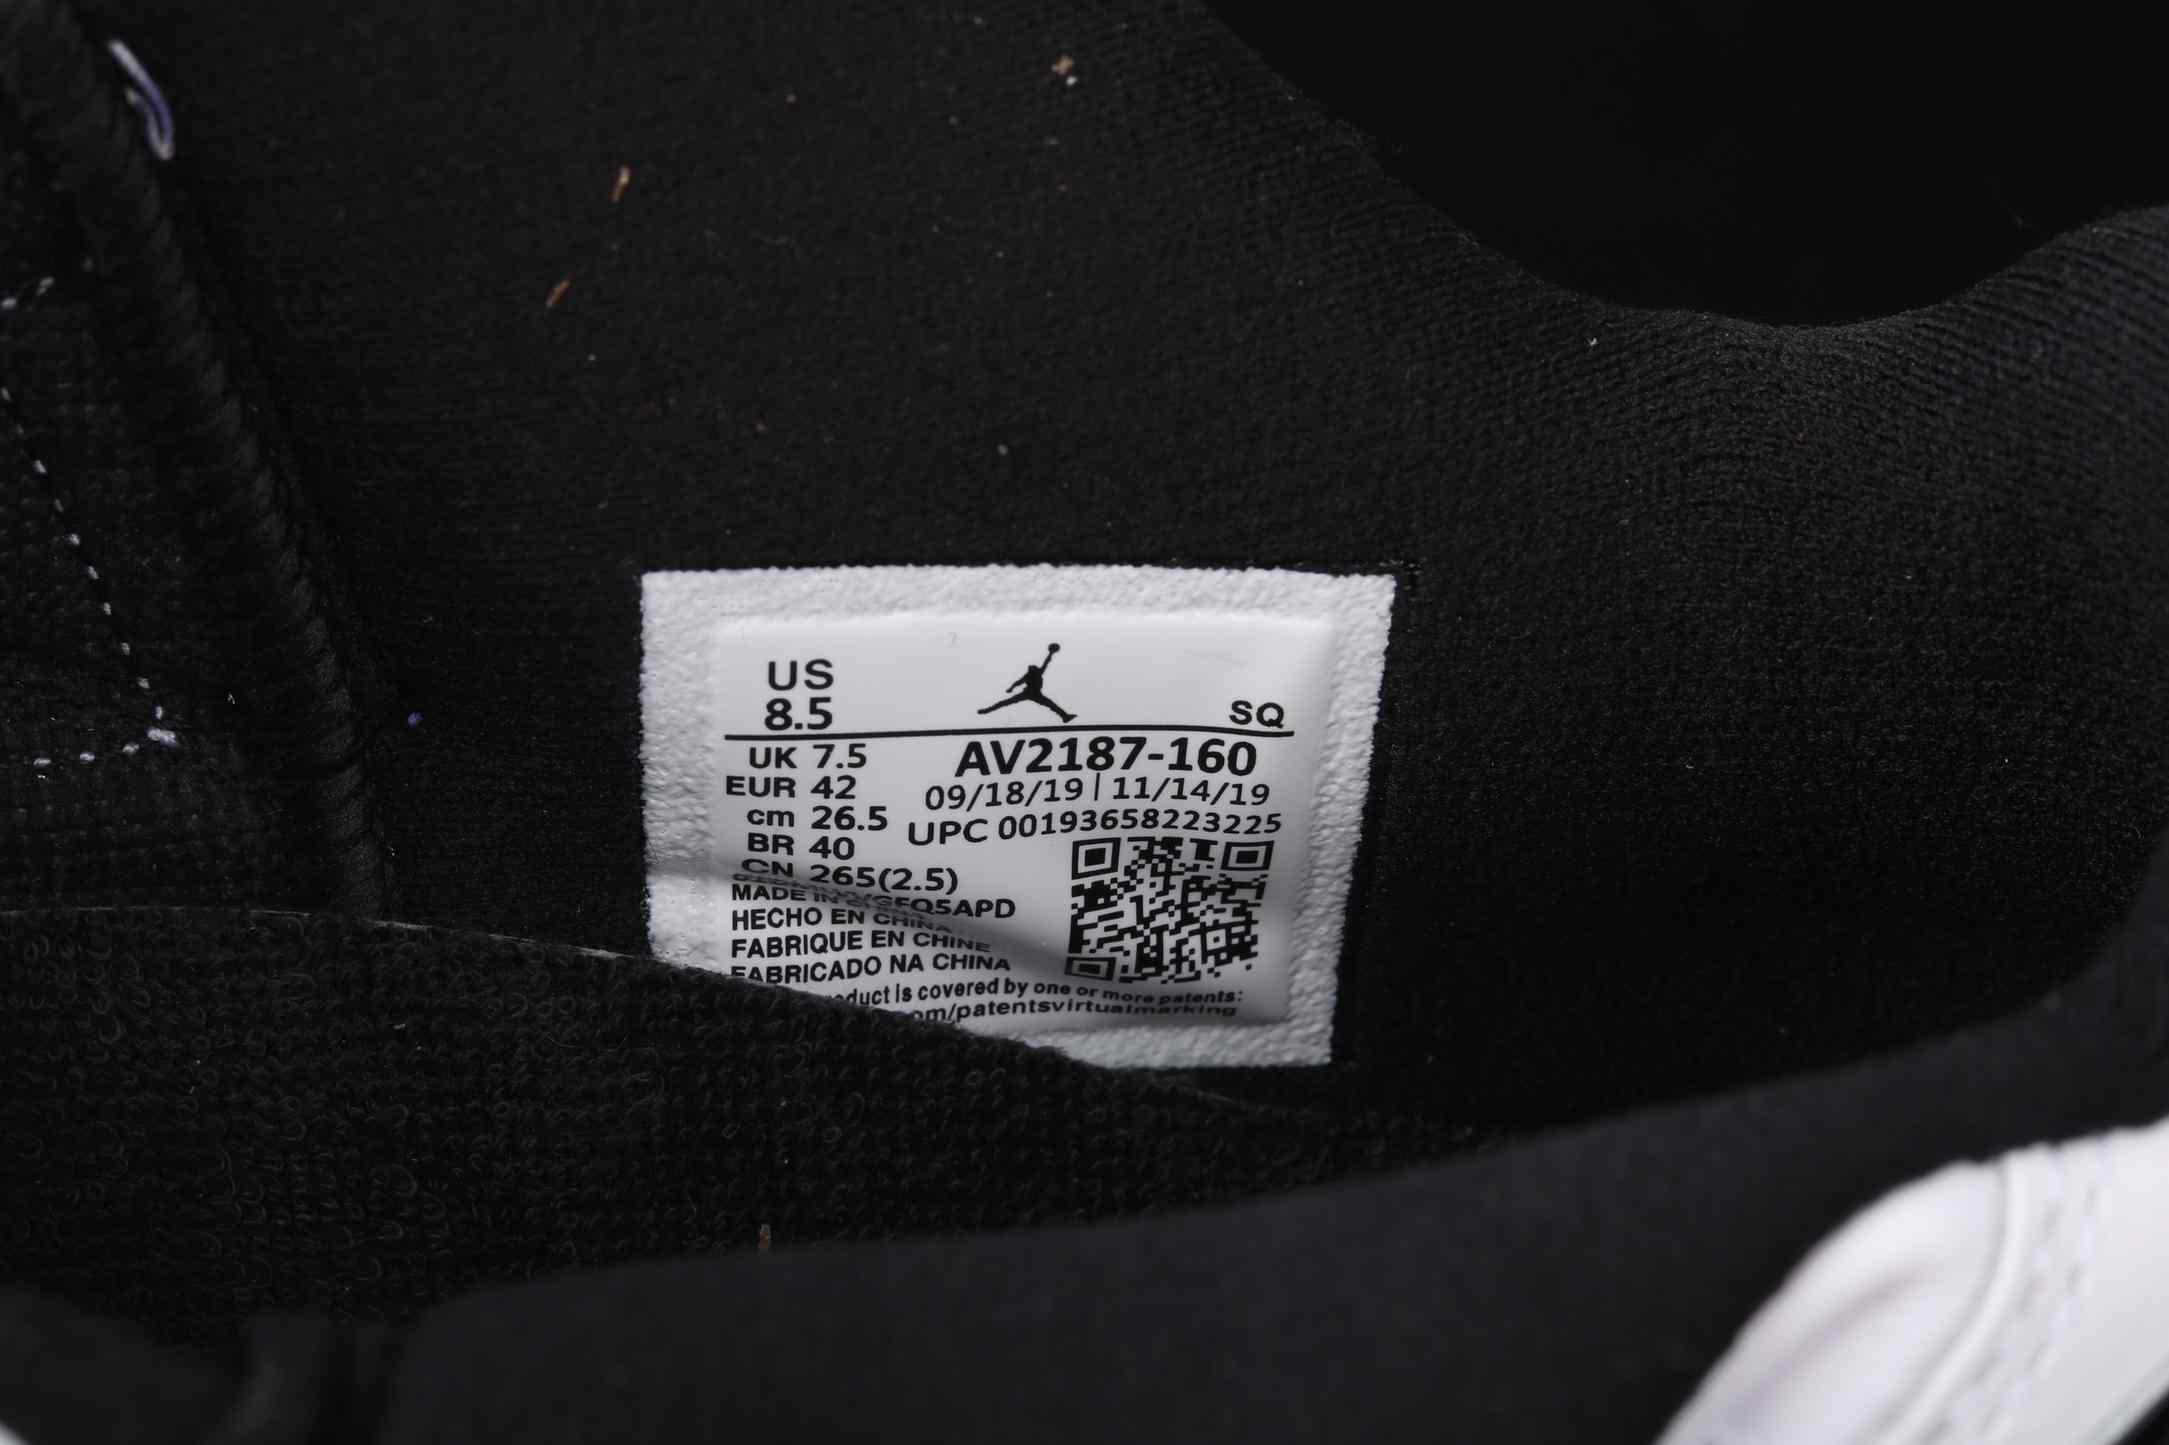 US
8.5
SQ
UK 7.5
EUR 42
cm 26.5
BR 40
CN 265(2.5)
AV2187-160
09/18/19 | 11/14/19
UPC 00193658223225
MADE IN CHINA
HECHO EN CHINA
FABRIQUE EN CHINE
FABRICADO NA CHINA
is covered by one or more patents:
om/patentsvirtualmarking